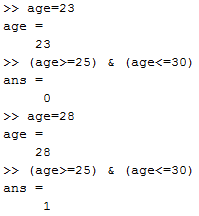 >> age=23
age =
    23
>> (age>=25) & (age<=30)
ans =
     0
>> age=28
age =
    28
>> (age>=25) & (age<=30)
ans =
     1